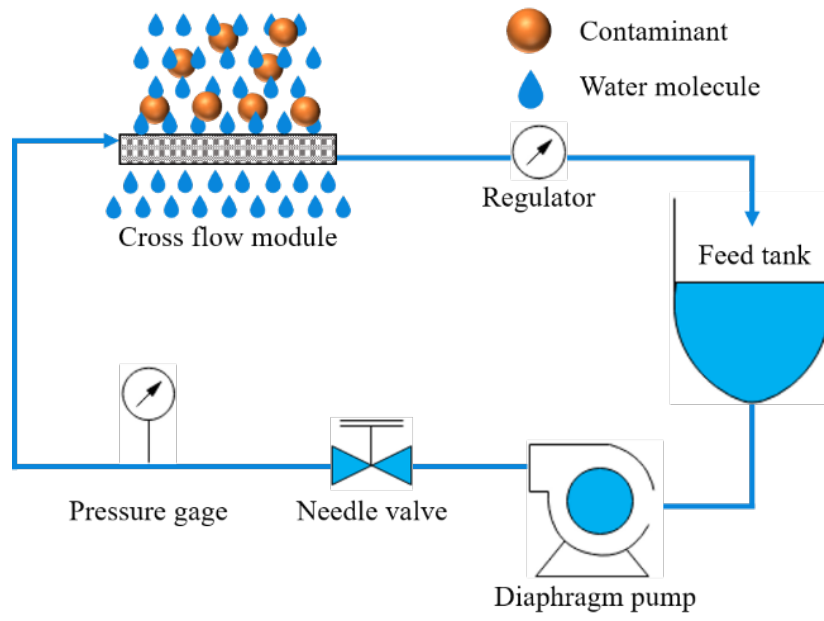 Contaminant
Water molecule
Regulator
Cross flow module
Feed tank
Pressure gage
Needle valve
Diaphragm pump